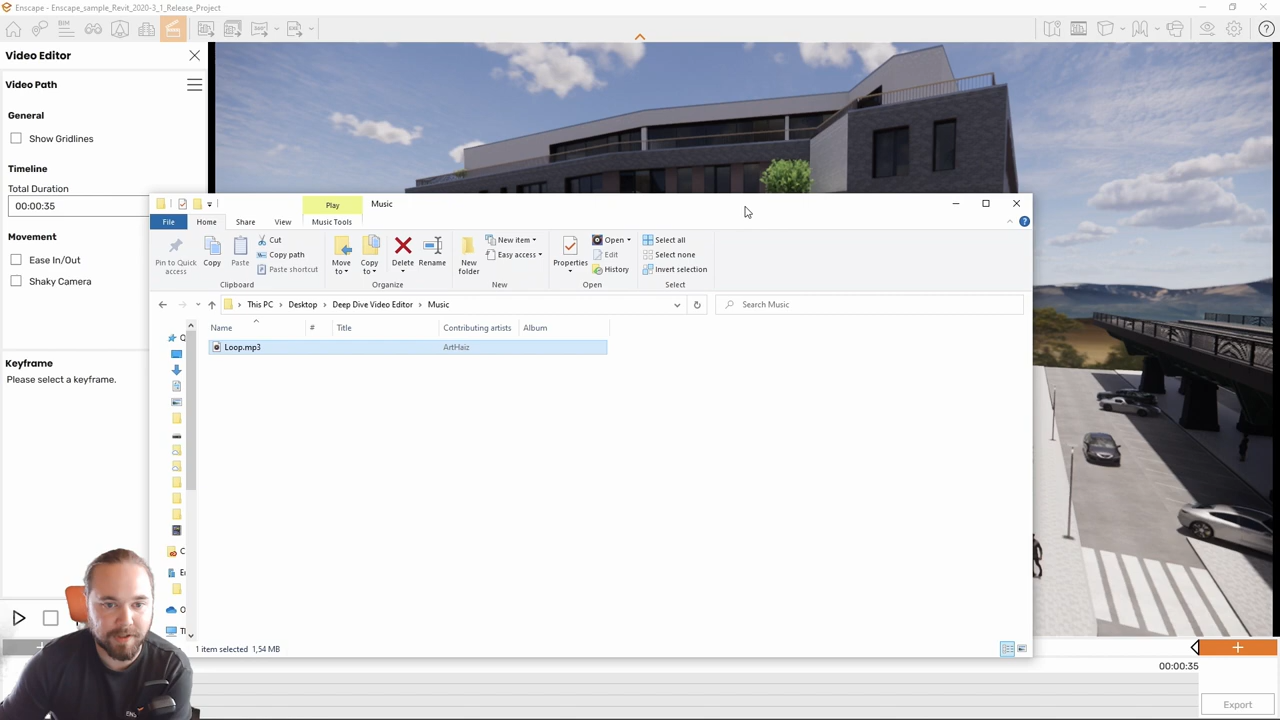 Enscape - Enscape_sample_Revit_2020-3_1_Release_Project
Video Editor
Video Path
General
Show Gridlines
Timeline
Total Duration
00:00:35
Movement
Ease In/Out
Shaky Camera
Keyframe
Please select a keyframe.
Play
Music
File
Home
Share
View
Music Tools
Pin to Quick access
Copy
Paste
Cut
Copy path
Paste shortcut
Clipboard
Move to
Copy to
Delete
Rename
Organize
New folder
New item
Easy access
New
Properties
Open
Edit
History
Open
Select all
Select none
Invert selection
Select
This PC > Desktop > Deep Dive Video Editor > Music
Search Music
Name # Title Contributing artists Album
Loop.mp3 ArtHaiz
1 item selected 1,54 MB
00:00:35
Export